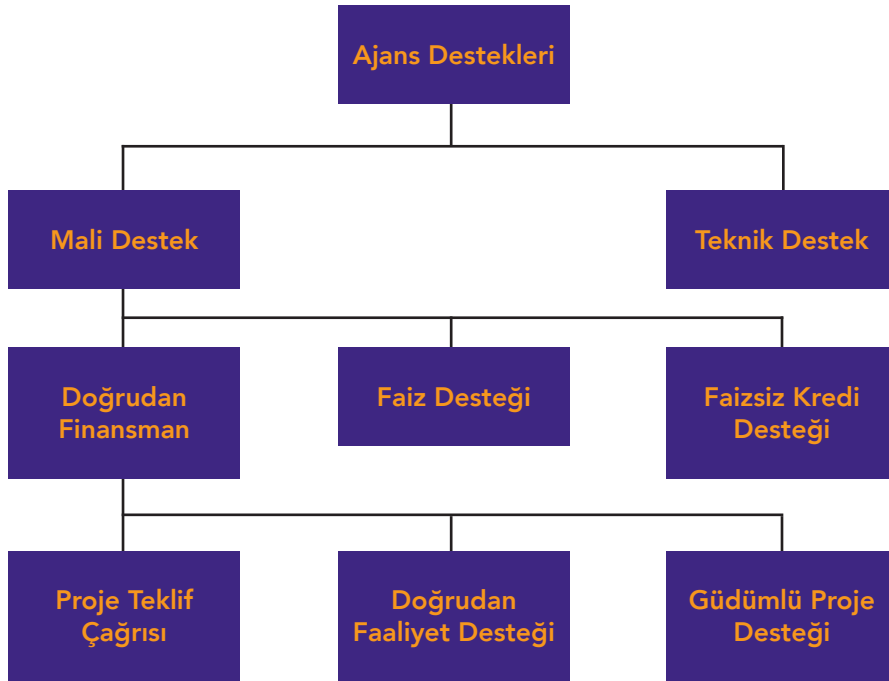 Ajans Destekleri
Mali Destek
Teknik Destek
Doğrudan
Finansman
Faiz Desteği
Faizsiz Kredi
Desteği
Proje Teklif
Çağrısı
Doğrudan
Faaliyet Desteği
Güdümlü Proje
Desteği